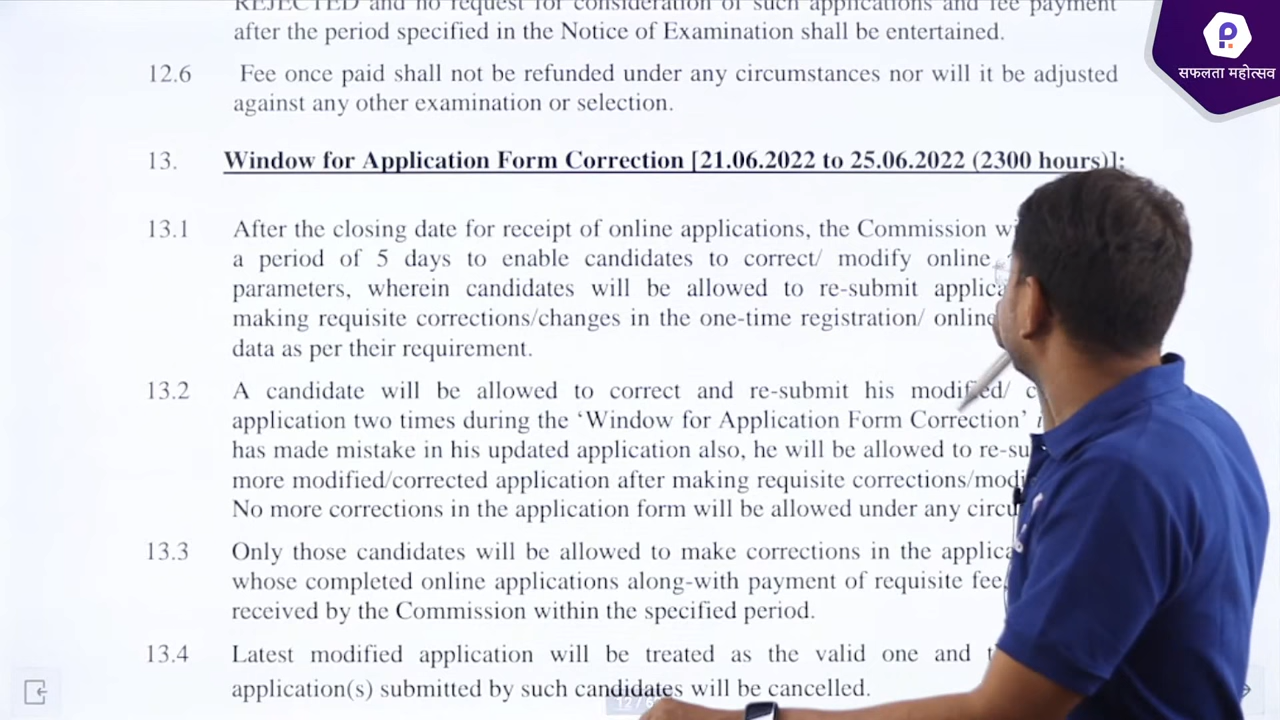 REJECTED and no request for consideration of such applications and fee payment
after the period specified in the Notice of Examination shall be entertained.
सफलता महोत्सव
12.6 Fee once paid shall not be refunded under any circumstances nor will it be adjusted
against any other examination or selection.
13. Window for Application Form Correction [21.06.2022 to 25.06.2022 (2300 hours)]:
13.1 After the closing date for receipt of online applications, the Commission
a period of 5 days to enable candidates to correct/ modify online
parameters, wherein candidates will be allowed to re-submit
making requisite corrections/changes in the one-time registration/ online
data as per their requirement.
13.2 A candidate will be allowed to correct and re-submit his modified/
application two times during the ‘Window for Application Form Correction’
has made mistake in his updated application also, he will be allowed to
more modified/corrected application after making requisite
No more corrections in the application form will be allowed under any
13.3 Only those candidates will be allowed to make corrections in the
whose completed online applications along-with payment of requisite fee,
received by the Commission within the specified period.
13.4 Latest modified application will be treated as the valid one and
application(s) submitted by such candidates will be cancelled.